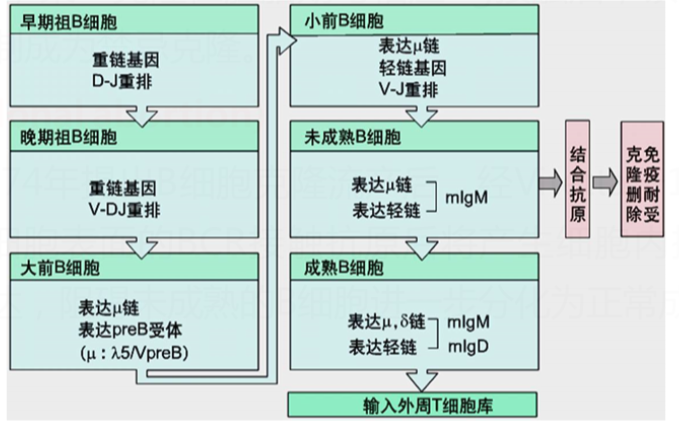 早期祖B细胞
重链基因
D-J重排
晚期祖B细胞
重链基因
V-DJ重排
大前B细胞
表达μ链
表达preB受体
(μ：λ5/VpreB)
小前B细胞
表达μ链
轻链基因
V-J重排
未成熟B细胞
表达μ链
表达轻链
mIgM
结合抗原
克隆删除
免疫耐受
成熟B细胞
表达μ,δ链
表达轻链
mIgM
mIgD
输入外周T细胞库